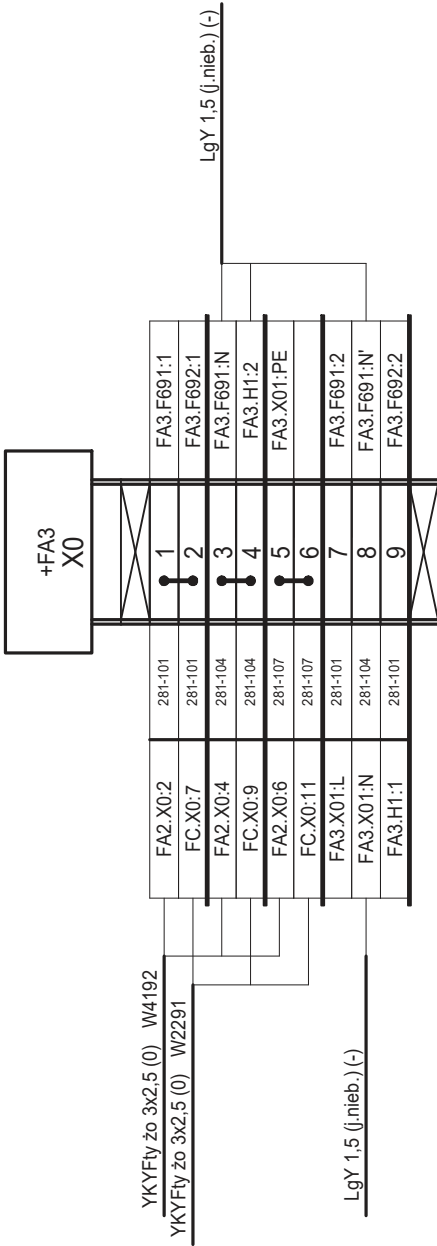 +FA3
X0
FA2.X0:2 281-101 1 FA3.F691:1
FC.X0:7 281-101 2 FA3.F692:1
FA2.X0:4 281-104 3 FA3.F691:N
FC.X0:9 281-104 4 FA3.H1:2
FA2.X0:6 281-107 5 FA3.X01:PE
FC.X0:11 281-107 6
FA3.X01:L 281-101 7 FA3.F691:2
FA3.X01:N 281-104 8 FA3.F691:N'
FA3.H1:1 281-101 9 FA3.F692:2
YKYFty żo 3x2,5 (0) W4192
YKYFty żo 3x2,5 (0) W2291
LgY 1,5 (j.nieb.) (-)
LgY 1,5 (j.nieb.) (-)